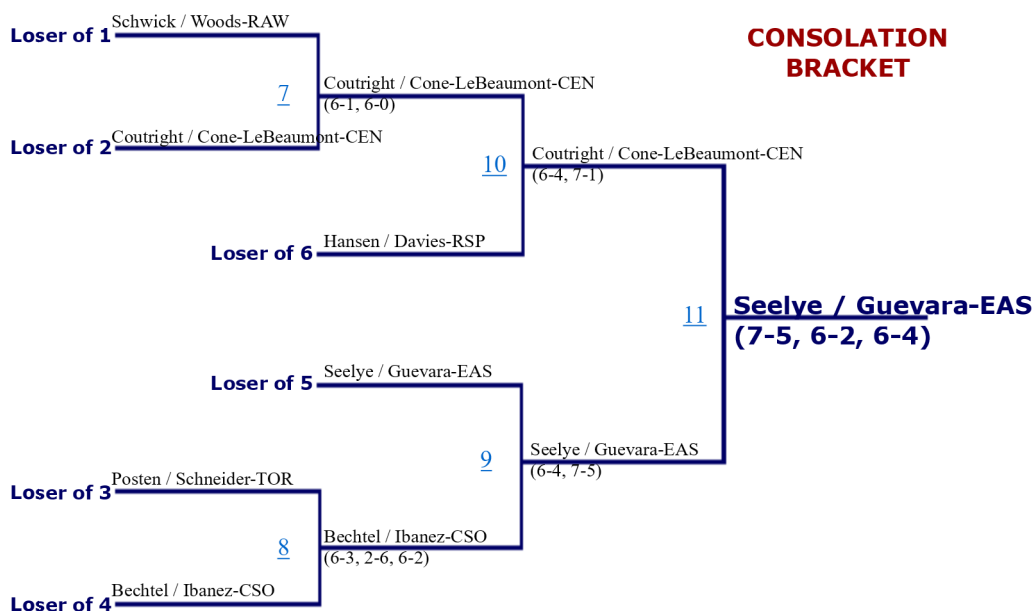 Schwick / Woods-RAW
Loser of 1
CONSOLATION
BRACKET
Coutright / Cone-LeBeaumont-CEN
7
(6-1, 6-0)
Coutright / Cone-LeBeaumont-CEN
Loser of 2
Coutright / Cone-LeBeaumont-CEN
10
(6-4, 7-1)
Hansen / Davies-RSP
Loser of 6
Seelye / Guevara-EAS
11
(7-5, 6-2, 6-4)
Seelye / Guevara-EAS
Loser of 5
Seelye / Guevara-EAS
9
(6-4, 7-5)
Posten / Schneider-TOR
Loser of 3
Bechtel / Ibanez-CSO
8
(6-3, 2-6, 6-2)
Bechtel / Ibanez-CSO
Loser of 4